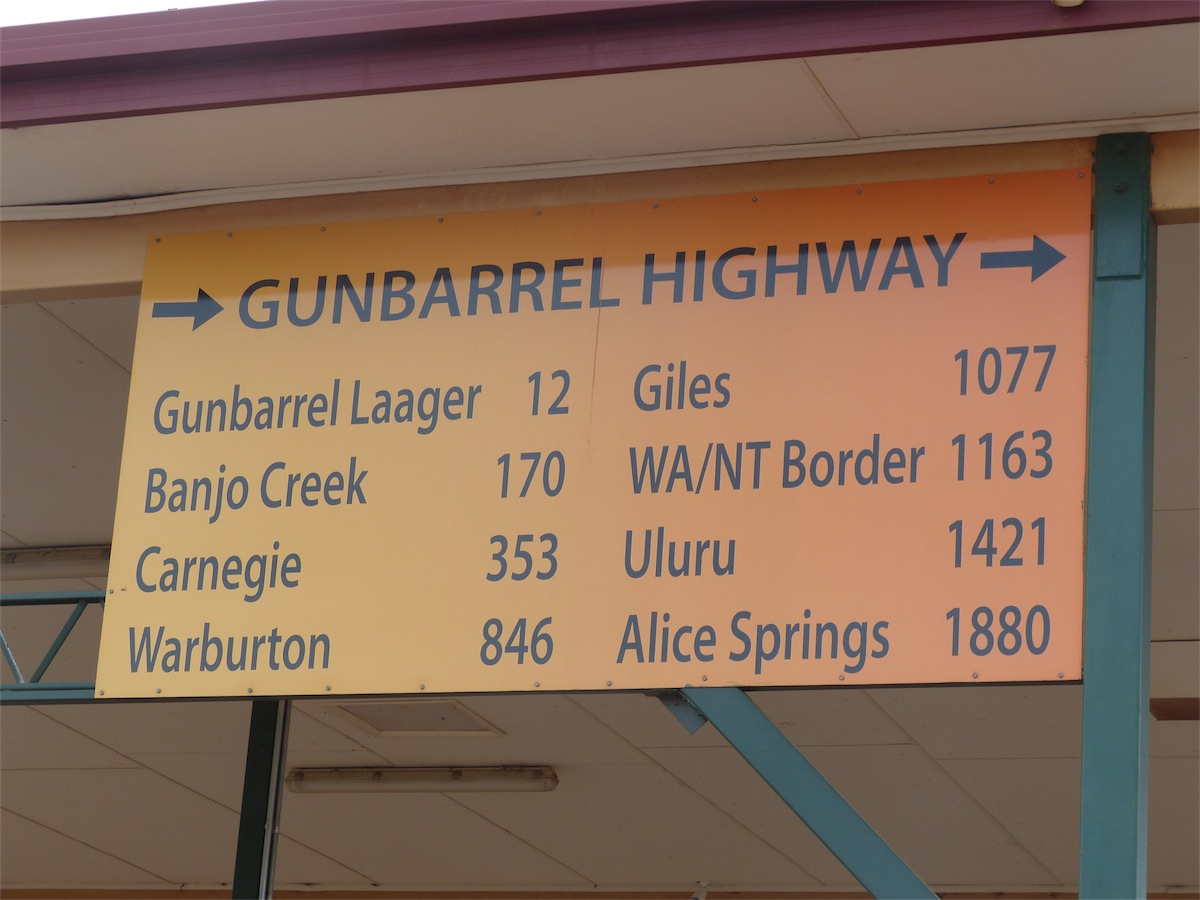 GUNBARREL HIGHWAY
Gunbarrel Laager 12
Banjo Creek 170
Carnegie 353
Warburton 846
Giles 1077
WA/NT Border 1163
Uluru 1421
Alice Springs 1880